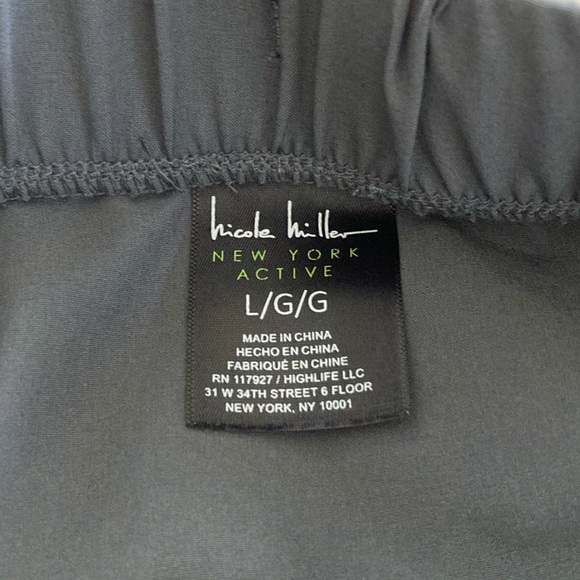 nicole miller
NEW YORK
ACTIVE
L/G/G
MADE IN CHINA
HECHO EN CHINA
FABRIQUÉ EN CHINE
RN 117927 / HIGHLIFE LLC
31 W 34TH STREET 6 FLOOR
NEW YORK, NY 10001